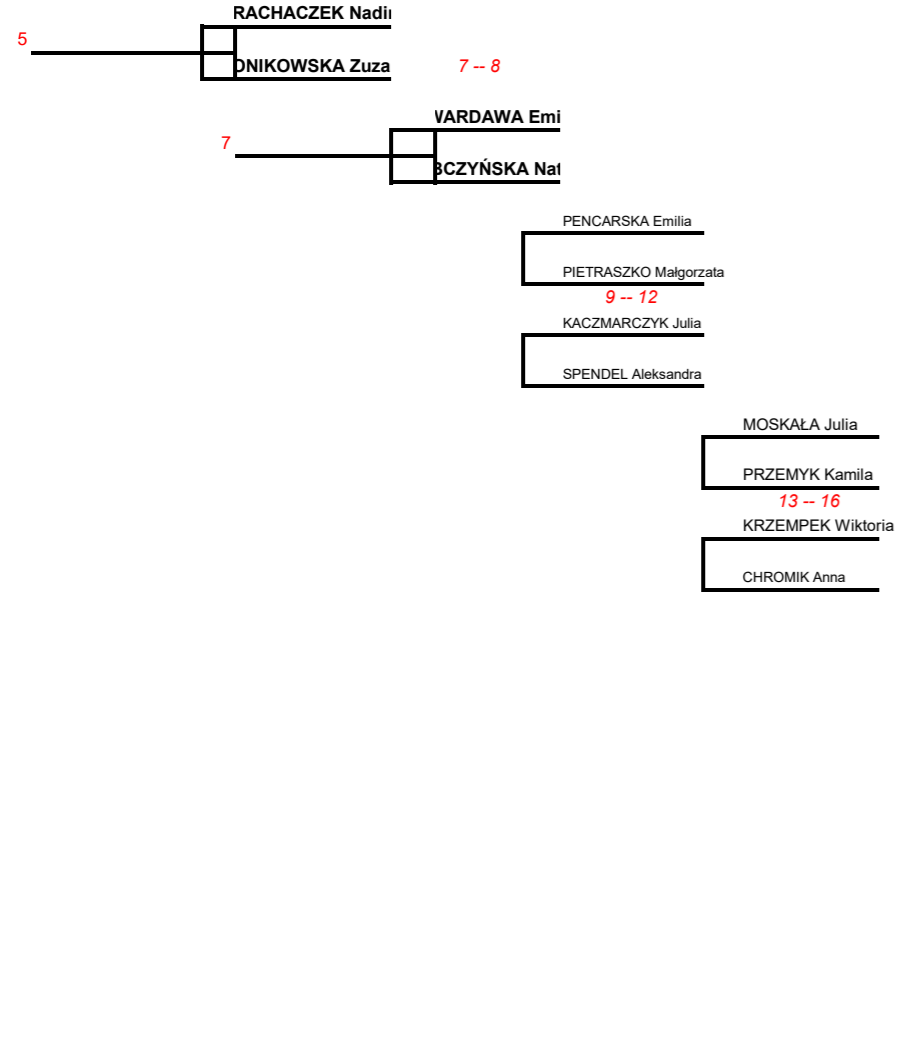 RACHACZEK Nadi
5
ONIKOWSKA Zuza
7 -- 8
WARDAWA Emi
7
BCZYŃSKA Nat
PENCARSKA Emilia
PIETRASZKO Małgorzata
9 -- 12
KACZMARCZYK Julia
SPENDEL Aleksandra
MOSKAŁA Julia
PRZEMYK Kamila
13 -- 16
KRZEMPEK Wiktoria
CHROMIK Anna